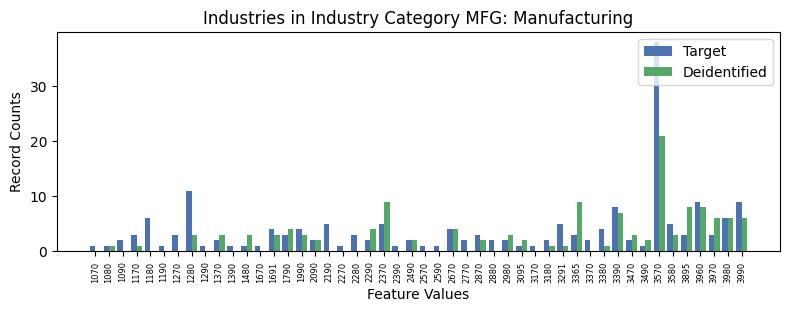 Industries in Industry Category MFG: Manufacturing
Target
Deidentified
Record Counts
30
20
10
0
1070 1080 1090 1170 1180 1190 1270 1280 1290 1370 1390 1480 1670 1691 1790 1990 2090 2190 2270 2280 2290 2370 2390 2490 2570 2590 2670 2770 2870 2880 2980 3095 3170 3180 3291 3365 3370 3380 3390 3470 3490 3570 3580 3895 3960 3970 3980 3990
Feature Values